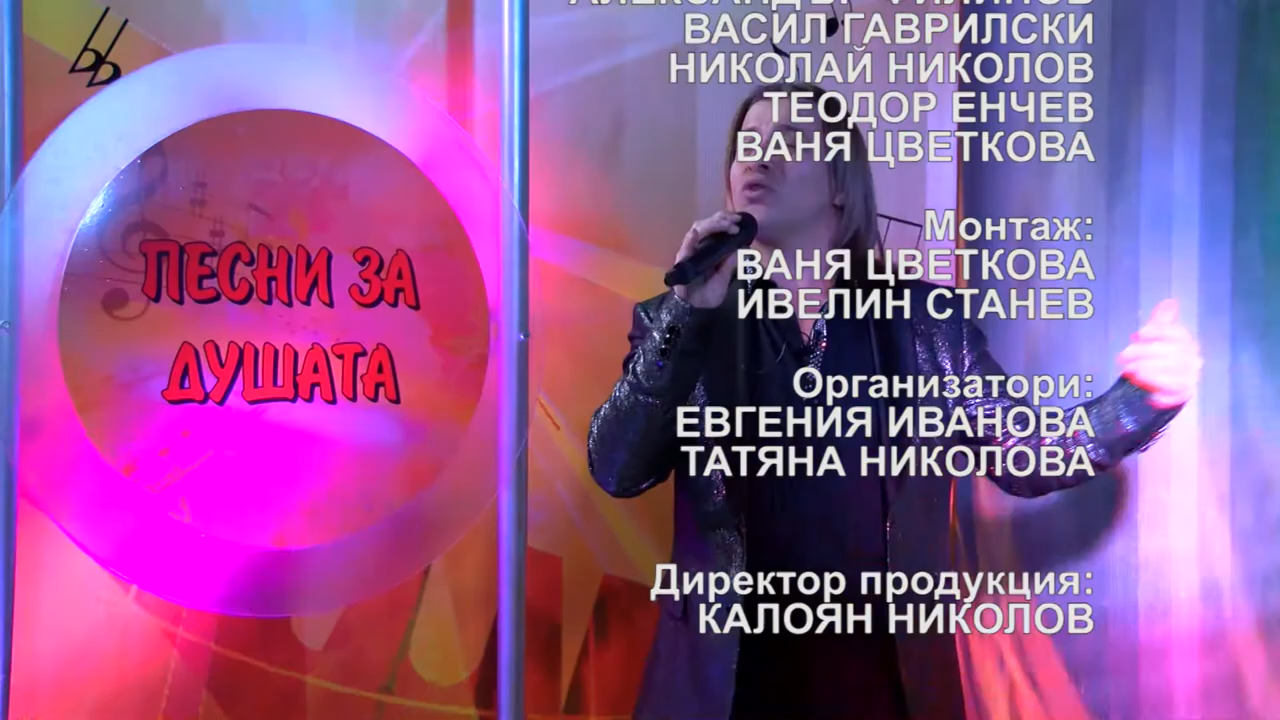 ПЕСНИ ЗА
ДУШАТА
ВАСИЛ ГАВРИЛСКИ
НИКОЛАЙ НИКОЛОВ
ТЕОДОР ЕНЧЕВ
ВАНЯ ЦВЕТКОВА
Монтаж:
ВАНЯ ЦВЕТКОВА
ИВЕЛИН СТАНЕВ
Организатори:
ЕВГЕНИЯ ИВАНОВА
ТАТЯНА НИКОЛОВА
Директор продукция:
КАЛОЯН НИКОЛОВ